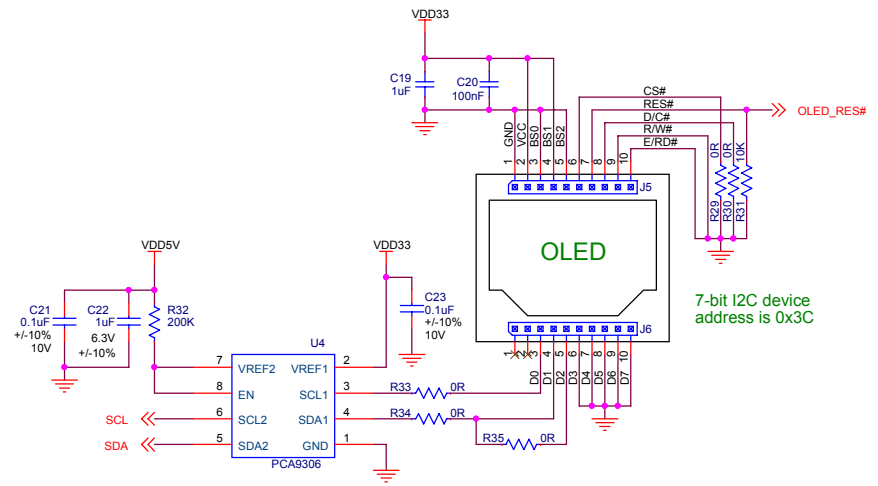 VDD33
C19
1uF
C20
100nF
CS#
RES#
D/C#
R/W#
E/RD#
OLED_RES#
GND
VCC
BS0
BS1
BS2
1
2
3
4
5
6
7
8
9
10
J5
0R
0R
10K
R29
R30
R31
OLED
7-bit I2C device
address is 0x3C
J6
1
2
3
4
5
6
7
8
9
10
D0
D1
D2
D3
D4
D5
D6
D7
VDD5V
C21
0.1uF
+/-10%
10V
C22
1uF
6.3V
+/-10%
R32
200K
VDD33
C23
0.1uF
+/-10%
10V
U4
7 VREF2 VREF1 2
8 EN SCL1 3
6 SCL2 SDA1 4
5 SDA2 GND 1
PCA9306
SCL
SDA
R33 0R
R34 0R
R35 0R